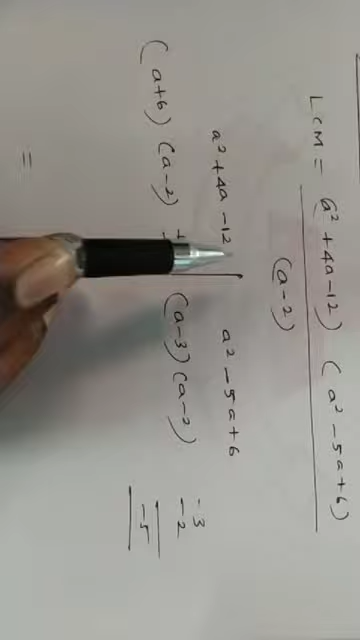 LCM = (a² + 4a - 12) (a² - 5a + 6)
(a - 2)
a² + 4a - 12 a² - 5a + 6
(a + 6) (a - 2) (a - 3) (a - 2)
- 3
- 2
- 5
=